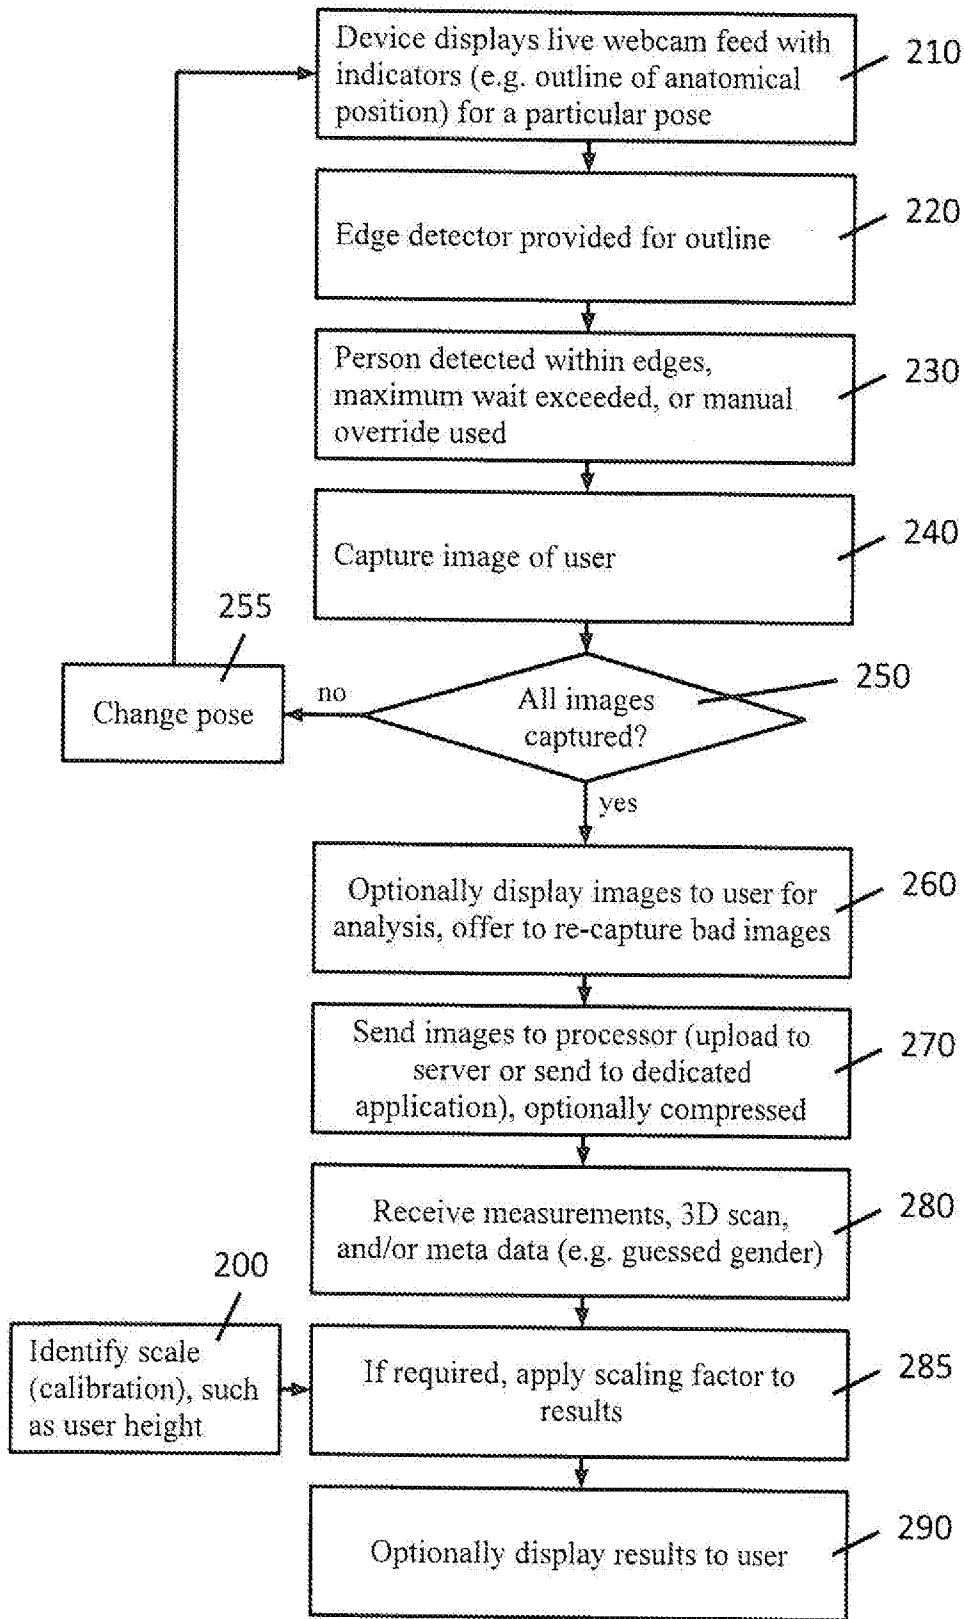 Device displays live webcam feed with
indicators (e.g. outline of anatomical
position) for a particular pose
210
Edge detector provided for outline
220
Person detected within edges,
maximum wait exceeded, or manual
override used
230
Capture image of user
240
255
Change pose
no
All images
captured?
250
yes
Optionally display images to user for
analysis, offer to re-capture bad images
260
Send images to processor (upload to
server or send to dedicated
application), optionally compressed
270
Receive measurements, 3D scan,
and/or meta data (e.g. guessed gender)
280
200
Identify scale
(calibration), such
as user height
If required, apply scaling factor to
results
285
Optionally display results to user
290